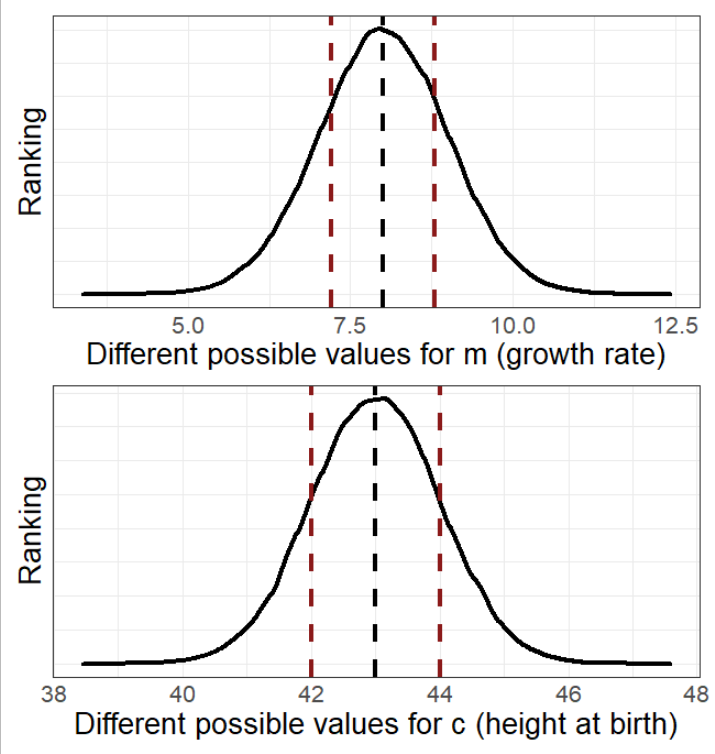 Ranking
5.0 7.5 10.0 12.5
Different possible values for m (growth rate)
Ranking
38 40 42 44 46 48
Different possible values for c (height at birth)